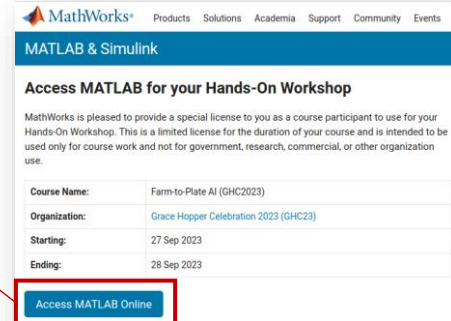 MathWorks® Products Solutions Academia Support Community Events
MATLAB & Simulink
Access MATLAB for your Hands-On Workshop
MathWorks is pleased to provide a special license to you as a course participant to use for your
Hands-On Workshop. This is a limited license for the duration of your course and is intended to be
used only for course work and not for government, research, commercial, or other organization
use.
Course Name: Farm-to-Plate AI (GHC2023)
Organization: Grace Hopper Celebration 2023 (GHC23)
Starting: 27 Sep 2023
Ending: 28 Sep 2023
Access MATLAB Online